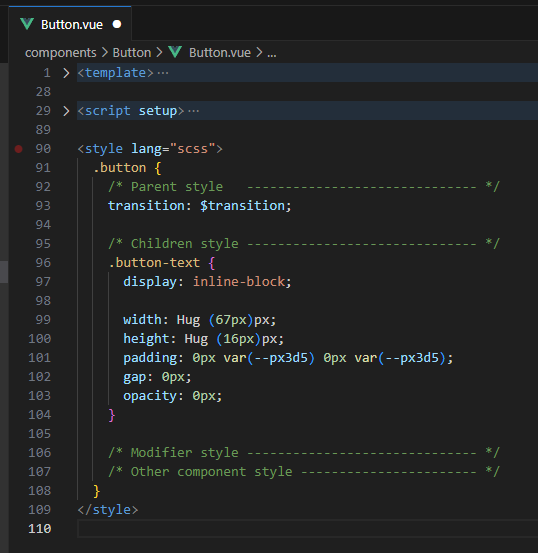 Button.vue ●
components > Button > Button.vue > ...
1 > <template> ···
28
29 > <script setup> ···
89
90 <style lang="scss">
91 .button {
92 /* Parent style ------------------------------ */
93 transition: $transition;
94
95 /* Children style ------------------------------ */
96 .button-text {
97 display: inline-block;
98
99 width: Hug (67px)px;
100 height: Hug (16px)px;
101 padding: 0px var(--px3d5) 0px var(--px3d5);
102 gap: 0px;
103 opacity: 0px;
104 }
105
106 /* Modifier style ------------------------------ */
107 /* Other component style ----------------------- */
108 }
109 </style>
110